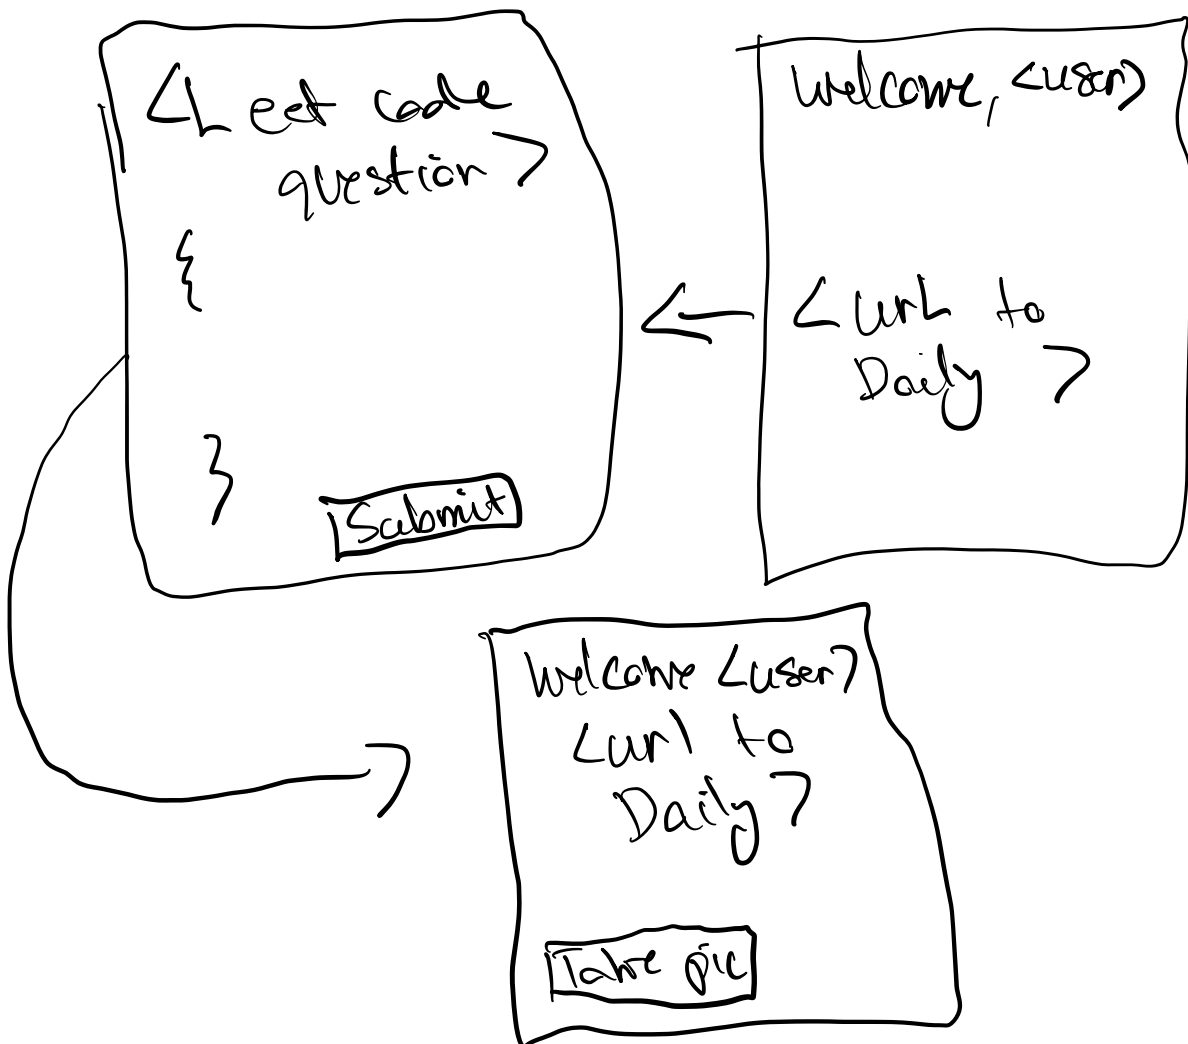 <Leet code
question>
{
}
Submit
Welcome, <user>
<url to
Daily >
Welcome <user>
<url to
Daily >
Take pic